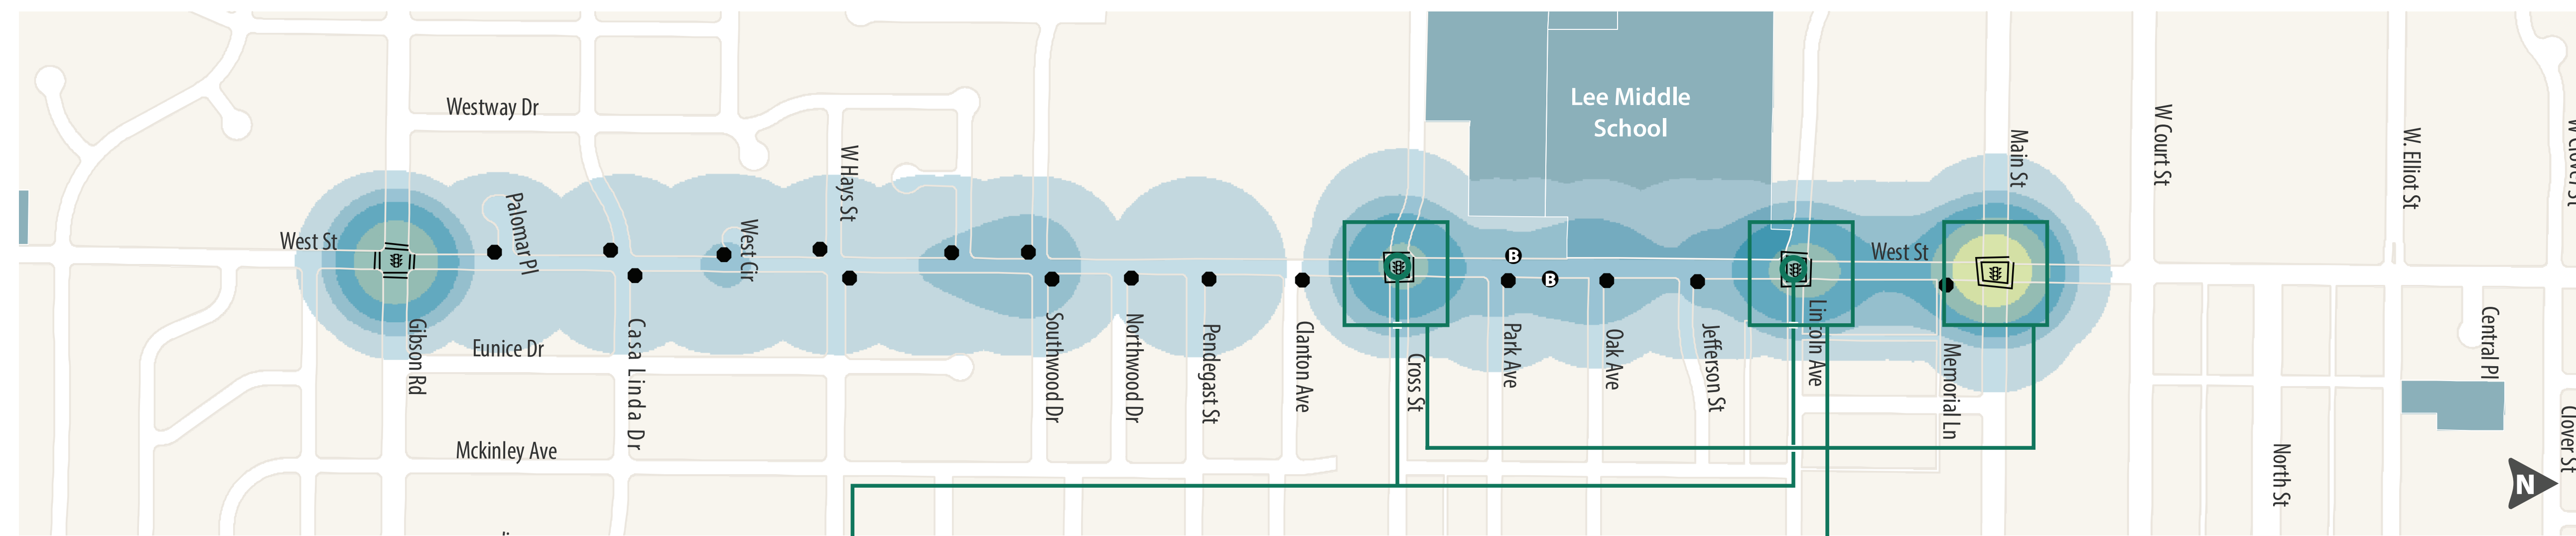 Westway Dr
Lee Middle
School
W Hays St
Main St
W Court St
W. Elliot St
Palomar Pl
West Cir
West St
West St
B
B
Gibson Rd
Eunice Dr
Casa Linda Dr
Southwood Dr
Northwood Dr
Pendegast St
Clanton Ave
Cross St
Park Ave
Oak Ave
Jefferson St
Lincoln Ave
Memorial Ln
Central Pl
Clover St
Mckinley Ave
North St
N